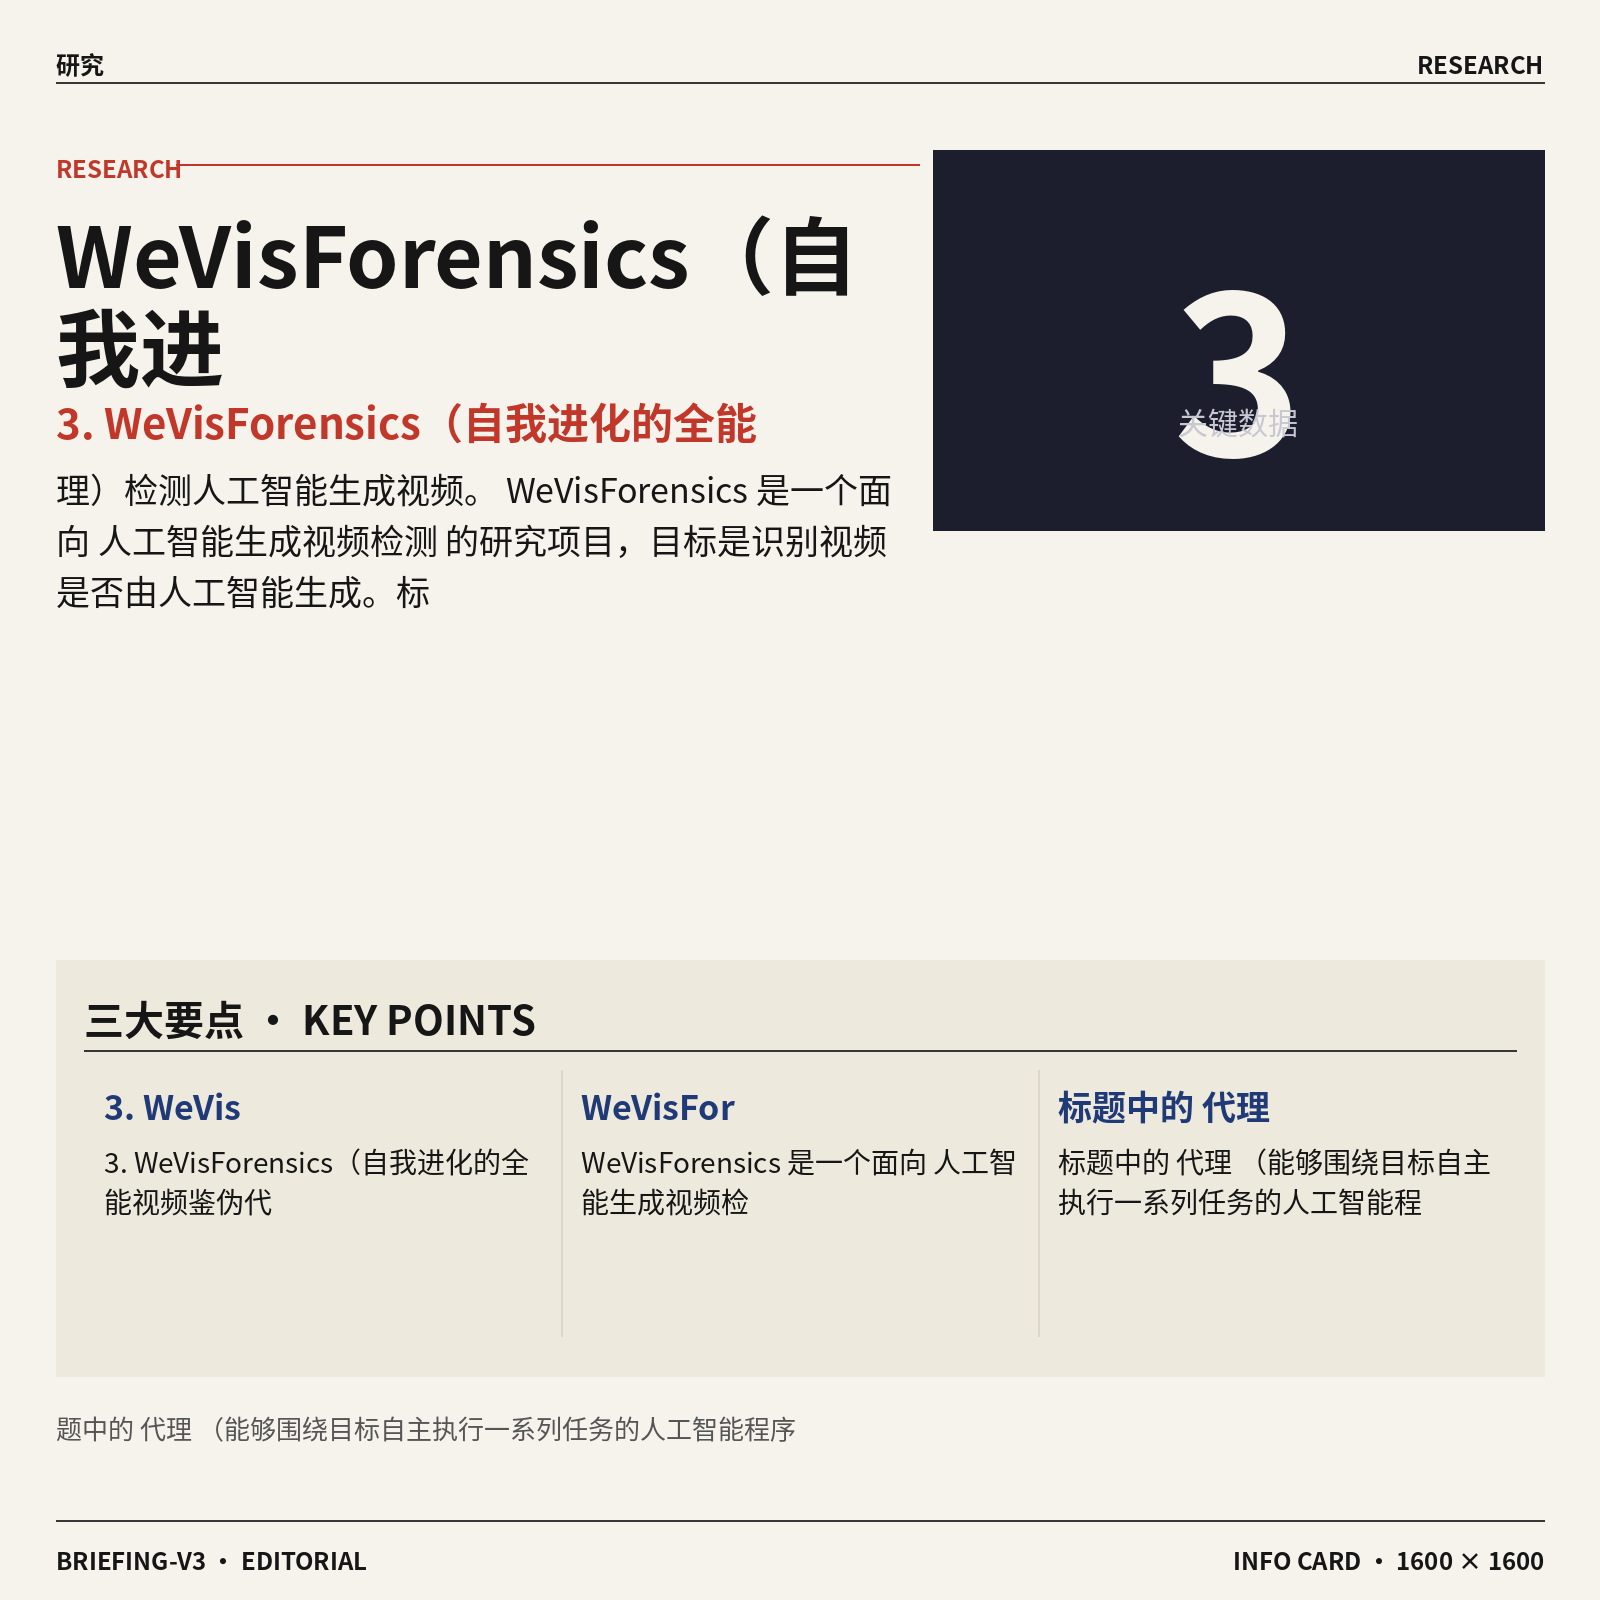 研究
RESEARCH
RESEARCH
WeVisForensics（自
我进
3. WeVisForensics（自我进化的全能
理）检测人工智能生成视频。 WeVisForensics 是一个面
向 人工智能生成视频检测 的研究项目，目标是识别视频
是否由人工智能生成。标
3
关键数据
三大要点 · KEY POINTS
3. WeVis
3. WeVisForensics（自我进化的全
能视频鉴伪代
WeVisFor
WeVisForensics 是一个面向 人工智
能生成视频检
标题中的 代理
标题中的 代理 （能够围绕目标自主
执行一系列任务的人工智能程
题中的 代理 （能够围绕目标自主执行一系列任务的人工智能程序
BRIEFING-V3 · EDITORIAL
INFO CARD · 1600 × 1600